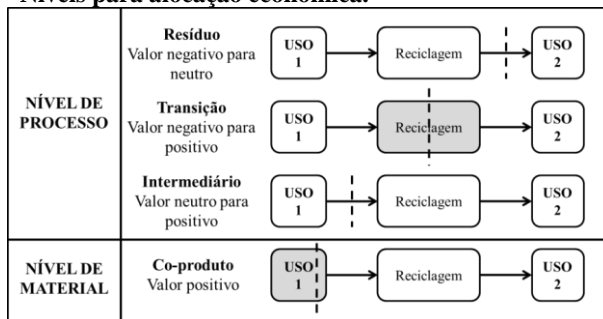 Níveis para alocação econômica.
NÍVEL DE
PROCESSO
Resíduo
Valor negativo para
neutro
USO
1
Reciclagem
USO
2
Transição
Valor negativo para
positivo
USO
1
Reciclagem
USO
2
Intermediário
Valor neutro para
positivo
USO
1
Reciclagem
USO
2
NÍVEL DE
MATERIAL
Co-produto
Valor positivo
USO
1
Reciclagem
USO
2